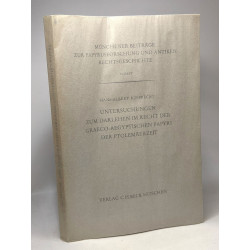 MÜNCHENER BEITRÄGE
ZUR PAPYRUSFORSCHUNG UND ANTIKEN
RECHTSGESCHICHTE
UNTERSUCHUNGEN
ZUM DARLEHEN IM RECHT DER
GRAECO-AEGYPTISCHEN PAPYRI
DER PTOLEMÄERZEIT
VERLAG C.H.BECK MÜNCHEN